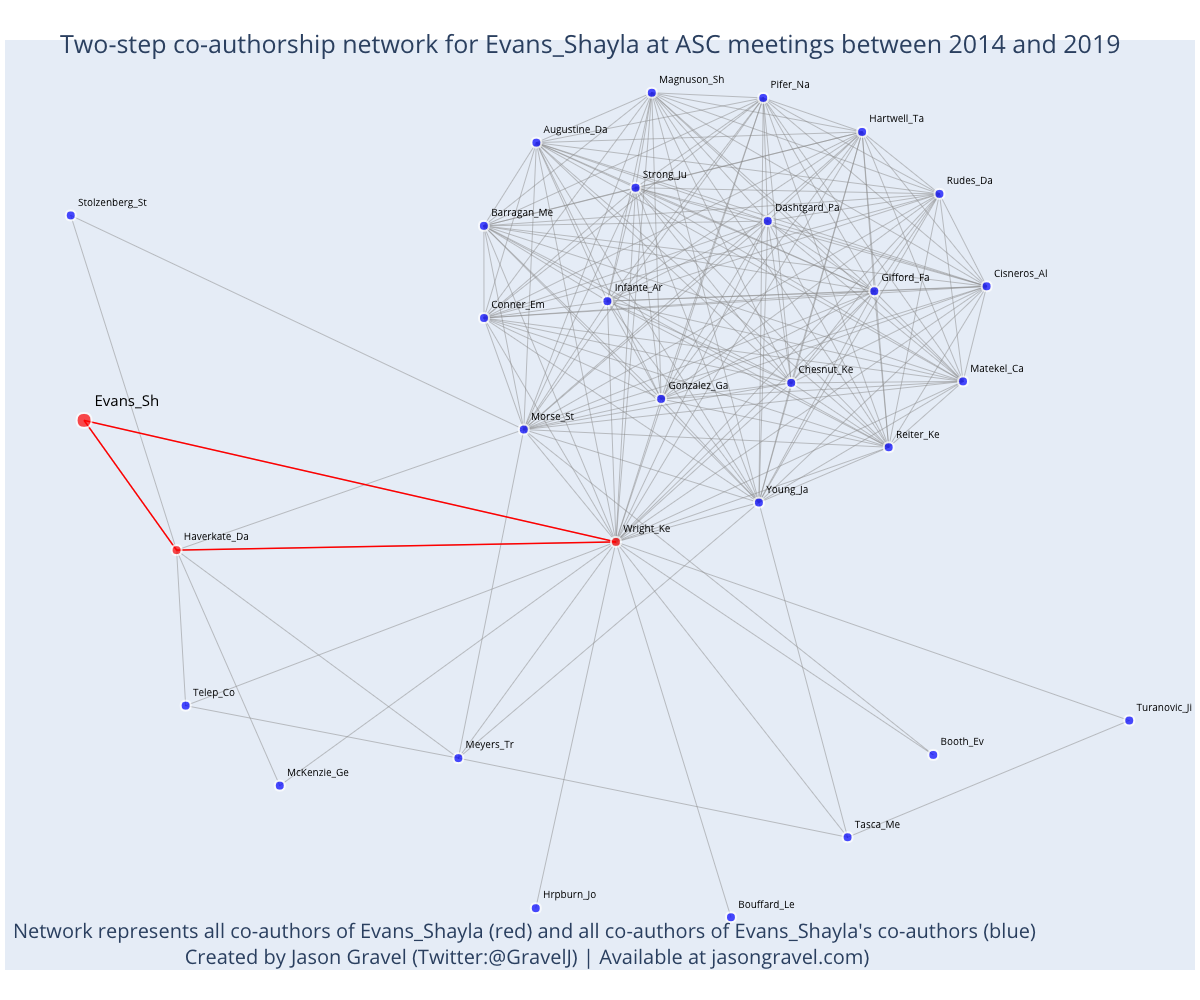 Two-step co-authorship network for Evans_Shayla at ASC meetings between 2014 and 2019
Magnuson_Sh
Pifer_Na
Hartwell_Ta
Augustine_Da
Strong_Ju
Rudes_Da
Stolzenberg_St
Barragan_Me
Dashtgard_Pa
Cisneros_Al
Gifford_Fa
Infante_Ar
Conner_Em
Chesnut_Ke
Matekel_Ca
Gonzalez_Ga
Evans_Sh
Morse_St
Reiter_Ke
Young_Ja
Wright_Ke
Haverkate_Da
Telep_Co
Turanovic_Ji
Meyers_Tr
Booth_Ev
McKenzie_Ge
Tasca_Me
Hrpburn_Jo
Bouffard_Le
Network represents all co-authors of Evans_Shayla (red) and all co-authors of Evans_Shayla's co-authors (blue)
Created by Jason Gravel (Twitter:@GravelJ) | Available at jasongravel.com)